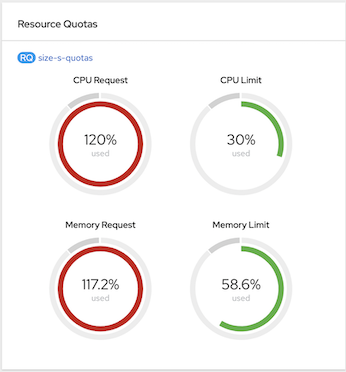 Resource Quotas
RQ size-s-quotas
CPU Request
CPU Limit
120%
used
30%
used
Memory Request
Memory Limit
117.2%
used
58.6%
used